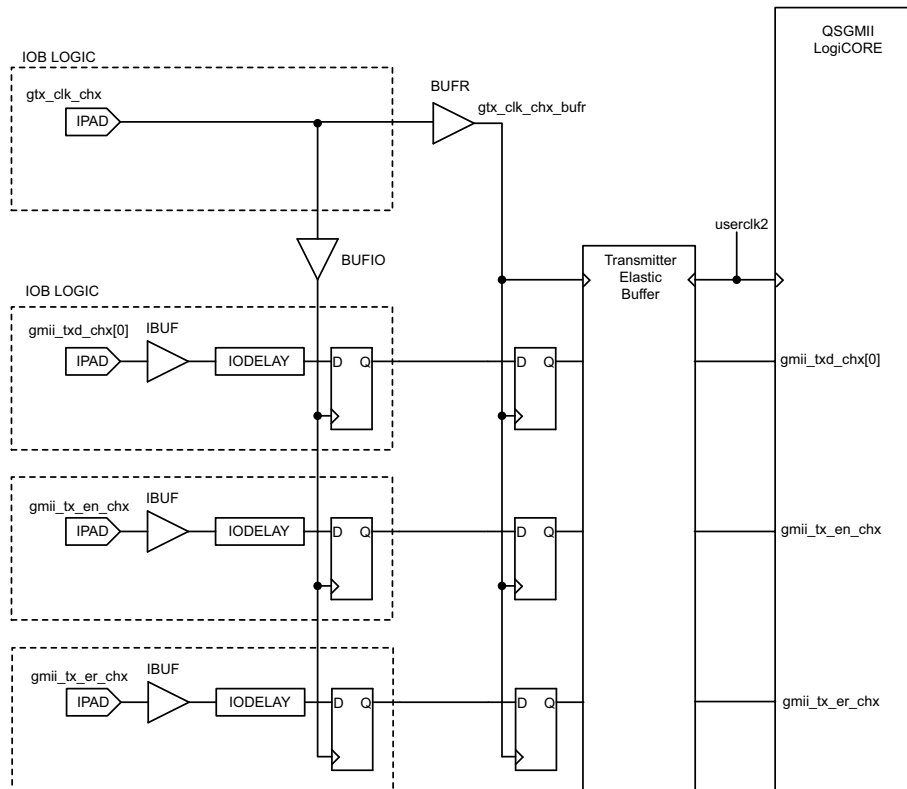 QSGMII
LogiCORE
IOB LOGIC
gtx_clk_chx
IPAD
BUFR
gtx_clk_chx_bufr
BUFIO
userclk2
Transmitter
Elastic
Buffer
IOB LOGIC
gmii_txd_chx[0]
IPAD
IBUF
IODELAY
D Q
D Q
gmii_txd_chx[0]
gmii_tx_en_chx
IPAD
IBUF
IODELAY
D Q
D Q
gmii_tx_en_chx
gmii_tx_er_chx
IPAD
IBUF
IODELAY
D Q
D Q
gmii_tx_er_chx